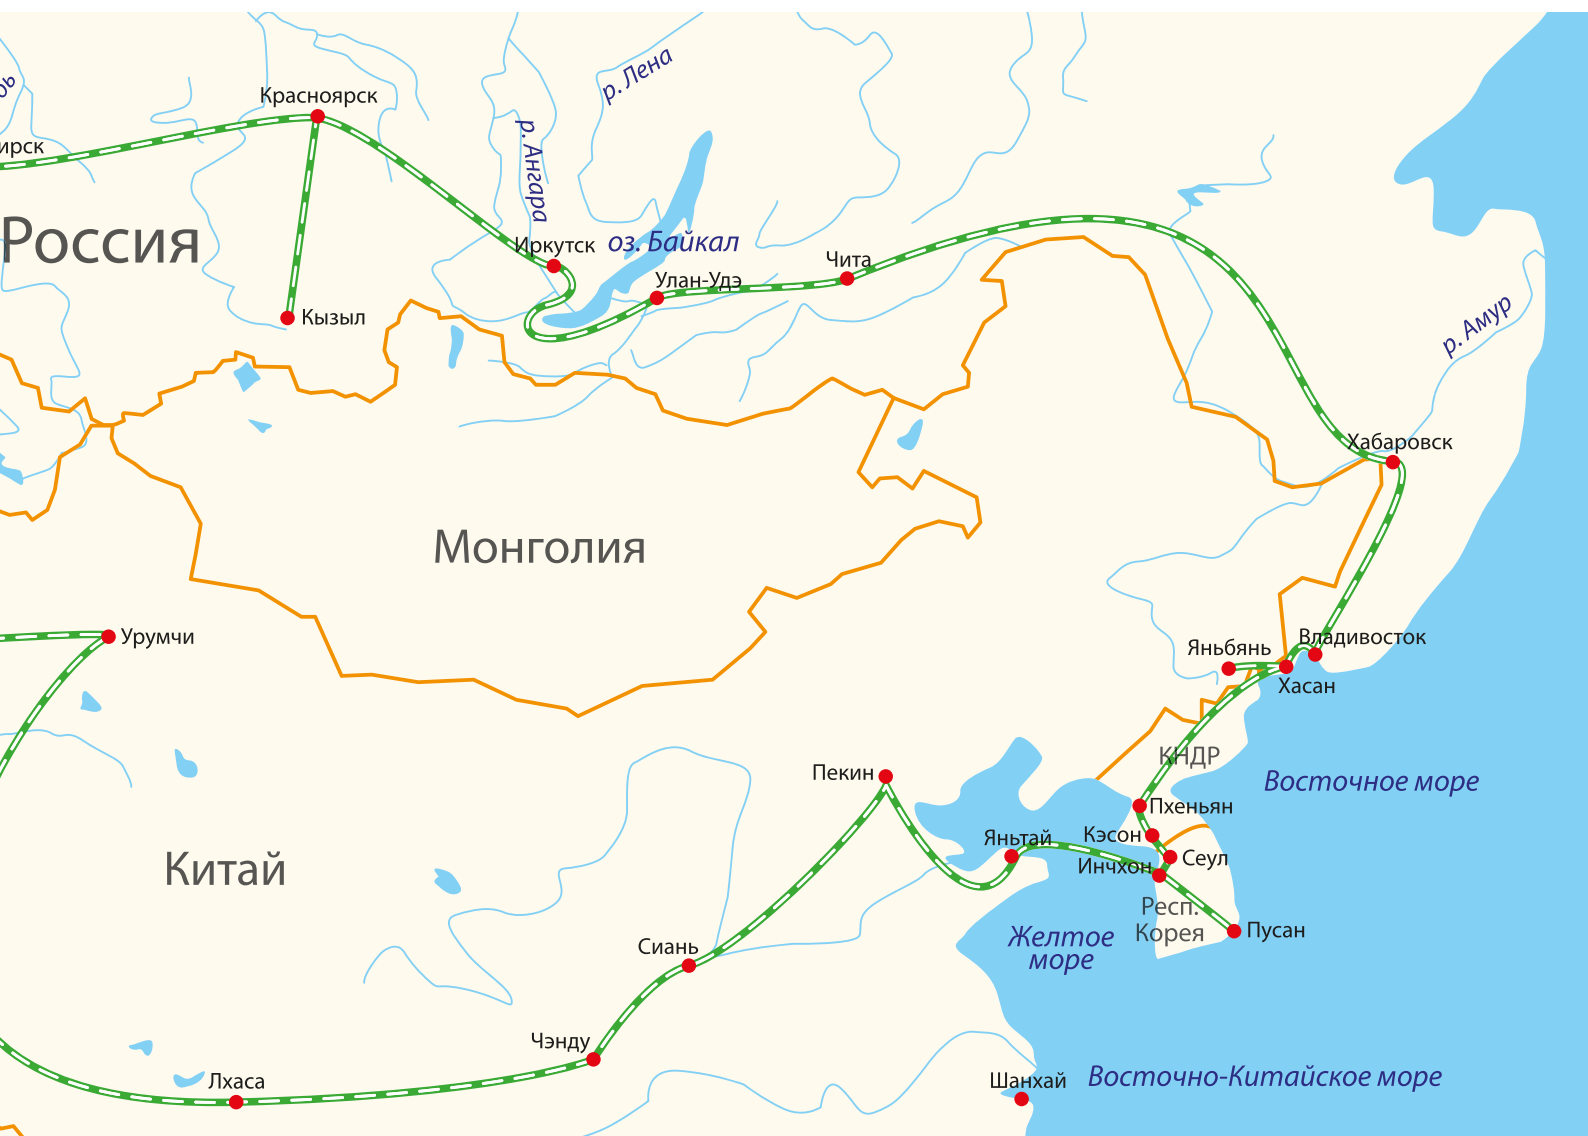 р. Лена
Красноярск
р. Ангара
Россия
Иркутск
оз. Байкал
Чита
Улан-Удэ
Кызыл
р. Амур
Хабаровск
Монголия
Урумчи
Владивосток
Яньбянь
Хасан
КНДР
Пекин
Восточное море
Пхеньян
Кэсон
Яньтай
Сеул
Инчхон
Китай
Респ.
Корея
Пусан
Желтое
море
Сиань
Чэнду
Лхаса
Шанхай
Восточно-Китайское море